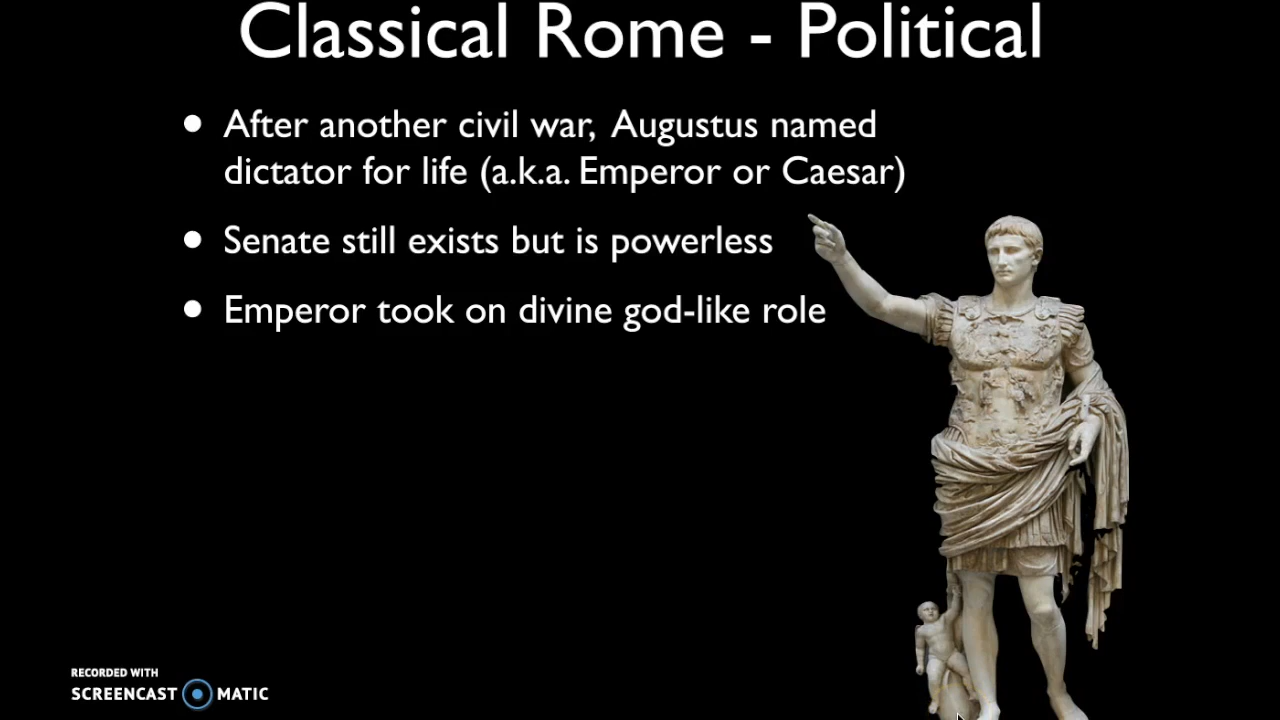 Classical Rome - Political
• After another civil war, Augustus named
dictator for life (a.k.a. Emperor or Caesar)
• Senate still exists but is powerless
• Emperor took on divine god-like role
RECORDED WITH
SCREENCAST MATIC